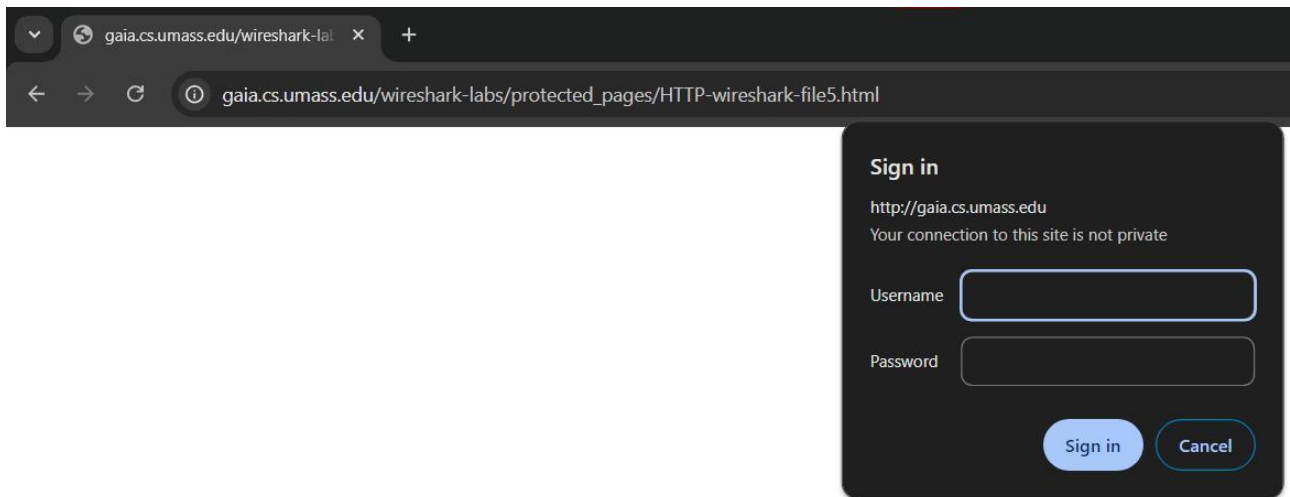 gaia.cs.umass.edu/wireshark-lab
gaia.cs.umass.edu/wireshark-labs/protected_pages/HTTP-wireshark-file5.html
Sign in
http://gaia.cs.umass.edu
Your connection to this site is not private
Username
Password
Sign in Cancel